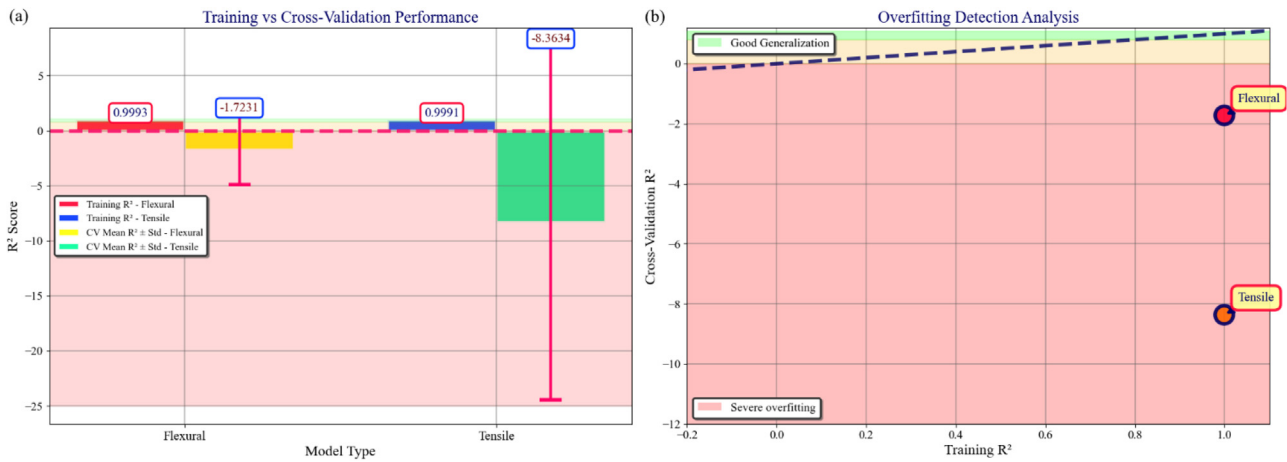 (a)
Training vs Cross-Validation Performance
-8.3634
5
0.9993
-1.7231
0.9991
0
−5
Training R² - Flexural
Training R² - Tensile
CV Mean R² ± Std - Flexural
CV Mean R² ± Std - Tensile
−10
−15
−20
−25
R² Score
Flexural
Tensile
Model Type
(b)
Overfitting Detection Analysis
Good Generalization
0
Flexural
−2
−4
−6
Tensile
−8
−10
Severe overfitting
−12
Cross-Validation R²
−0.2
0.0
0.2
0.4
0.6
0.8
1.0
Training R²